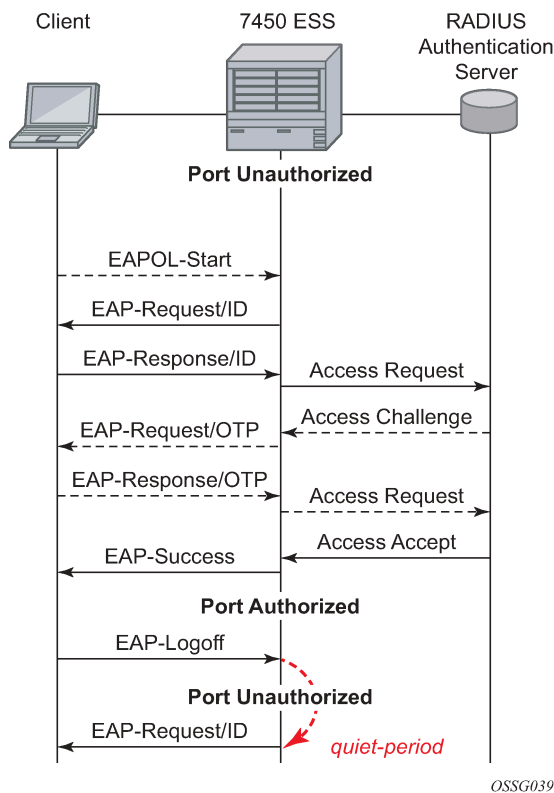 Client
7450 ESS
RADIUS
Authentication
Server
Port Unauthorized
EAPOL-Start
EAP-Request/ID
EAP-Response/ID
Access Request
Access Challenge
EAP-Request/OTP
EAP-Response/OTP
Access Request
Access Accept
EAP-Success
Port Authorized
EAP-Logoff
Port Unauthorized
EAP-Request/ID
quiet-period
OSSG039